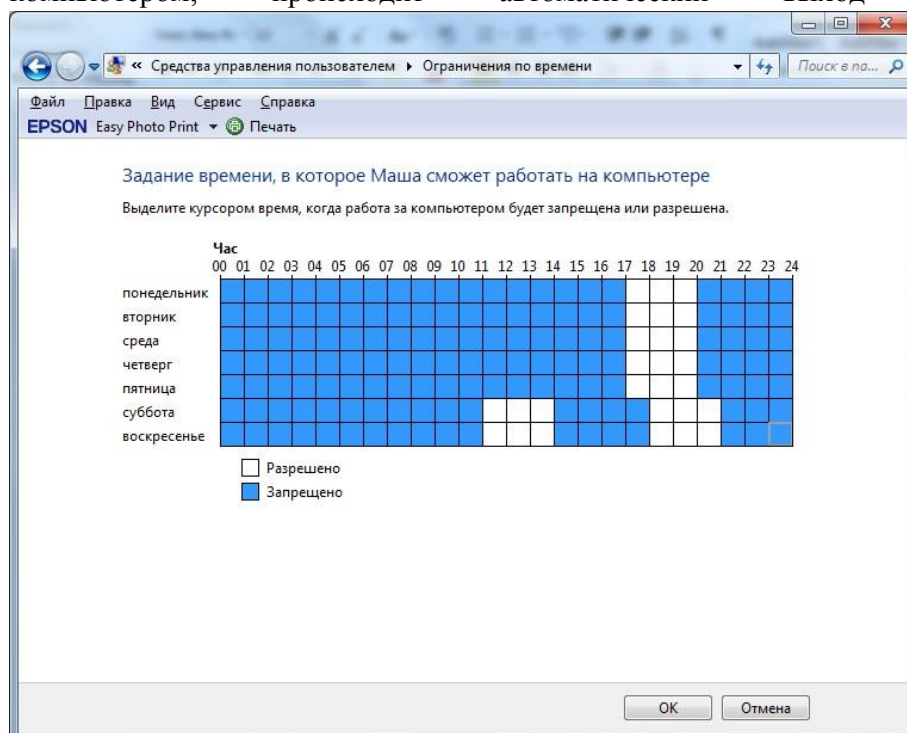 компьютером, происходит автоматический выход
« Средства управления пользователем ▸ Ограничения по времени Поиск в па...
Файл Правка Вид Сервис Справка
EPSON Easy Photo Print Печать
Задание времени, в которое Маша сможет работать на компьютере
Выделите курсором время, когда работа за компьютером будет запрещена или разрешена.
Час
00 01 02 03 04 05 06 07 08 09 10 11 12 13 14 15 16 17 18 19 20 21 22 23 24
понедельник
вторник
среда
четверг
пятница
суббота
воскресенье
Разрешено
Запрещено
ОК Отмена